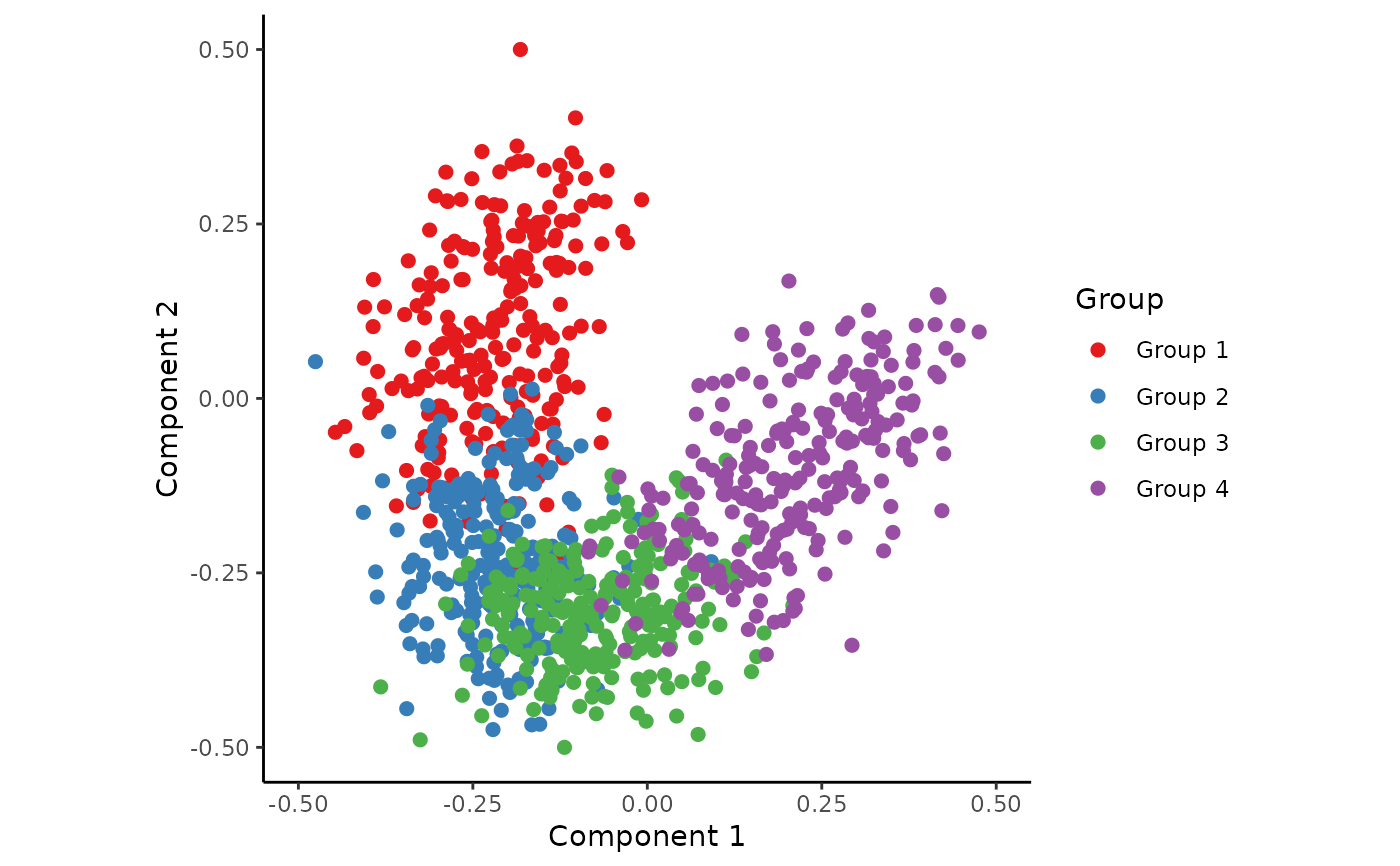 0.50
0.25
0.00
-0.25
-0.50
Component 2
-0.50 -0.25 0.00 0.25 0.50
Component 1
Group
Group 1
Group 2
Group 3
Group 4